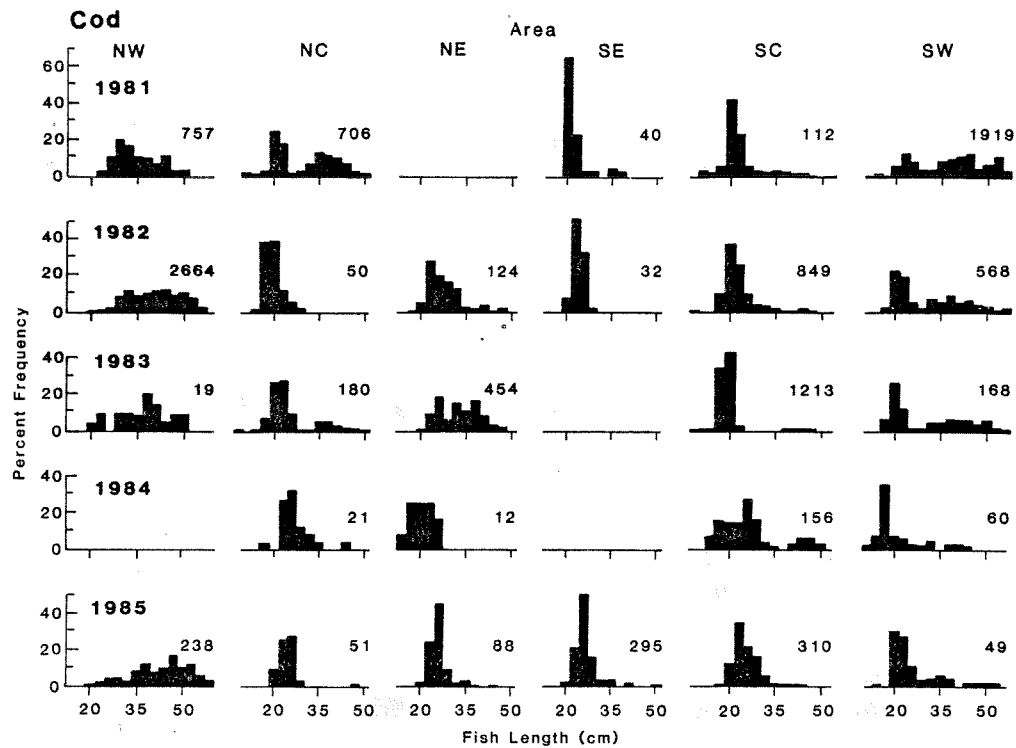 Cod
Area
NW NC NE SE SC SW
60
40
20
0
1981
757 706 40 112 1919
40
20
0
1982
2664 50 124 32 849 568
40
20
0
1983
19 180 454 1213 168
40
20
0
1984
21 12 156 60
40
20
0
1985
238 51 88 295 310 49
20 35 50 20 35 50 20 35 50 20 35 50 20 35 50 20 35 50
Percent Frequency
Fish Length (cm)